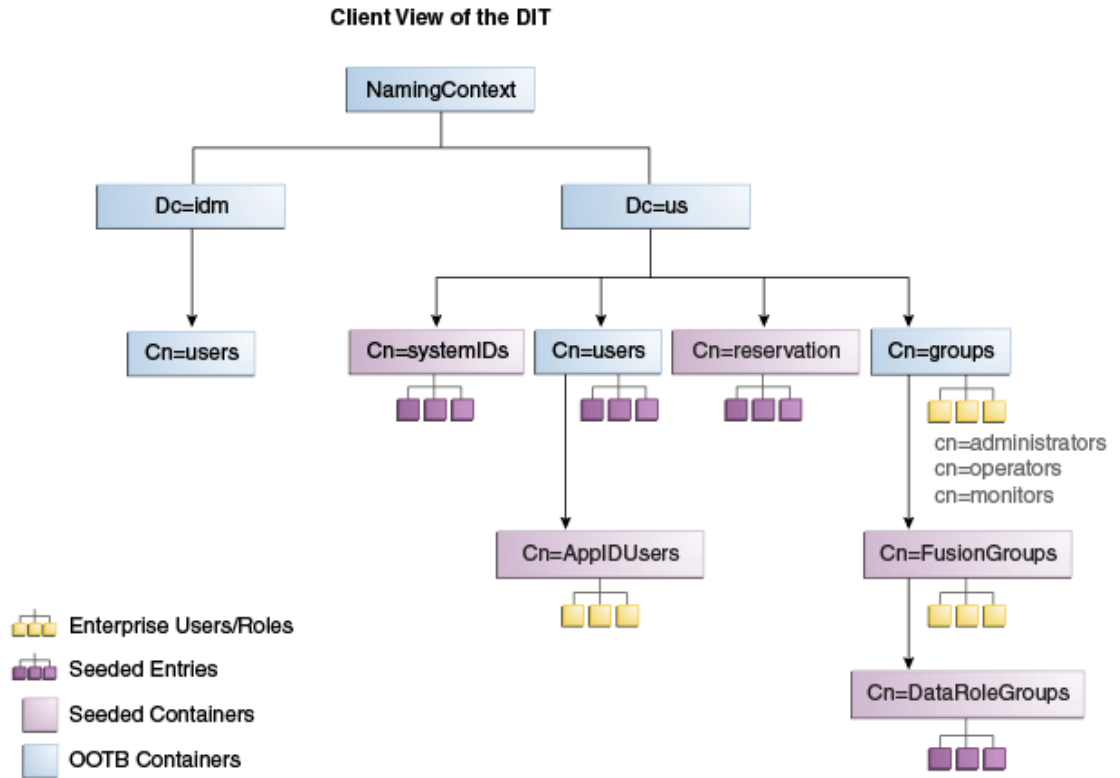 Client View of the DIT
NamingContext
Dc=idm
Dc=us
Cn=users
Cn=systemIDs
Cn=users
Cn=reservation
Cn=groups
cn=administrators
cn=operators
cn=monitors
Cn=AppIDUsers
Cn=FusionGroups
Cn=DataRoleGroups
Enterprise Users/Roles
Seeded Entries
Seeded Containers
OOTB Containers